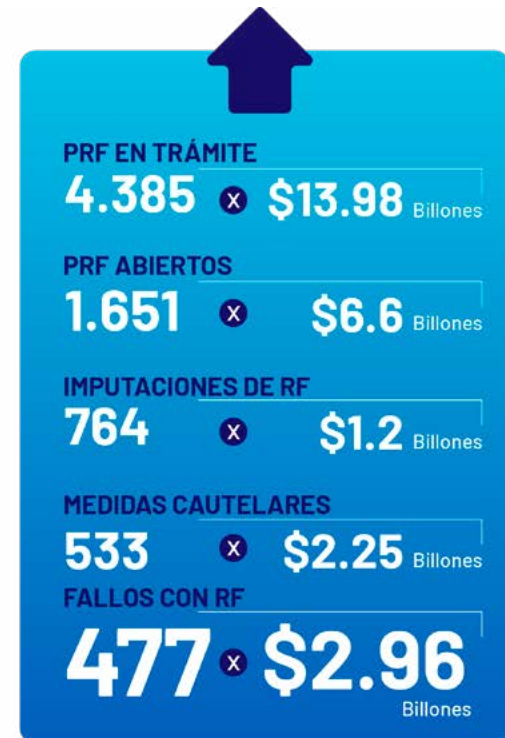 PRF EN TRÁMITE
4.385 X $13.98 Billones
PRF ABIERTOS
1.651 X $6.6 Billones
IMPUTACIONES DE RF
764 X $1.2 Billones
MEDIDAS CAUTELARES
533 X $2.25 Billones
FALLOS CON RF
477 X $2.96
Billones